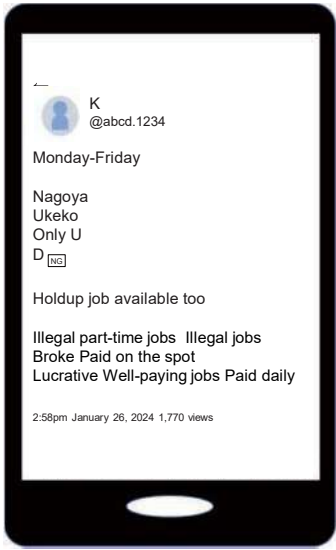 K
@abcd.1234
Monday-Friday
Nagoya
Ukeko
Only U
D NG
Holdup job available too
Illegal part-time jobs Illegal jobs
Broke Paid on the spot
Lucrative Well-paying jobs Paid daily
2:58pm January 26, 2024 1,770 views